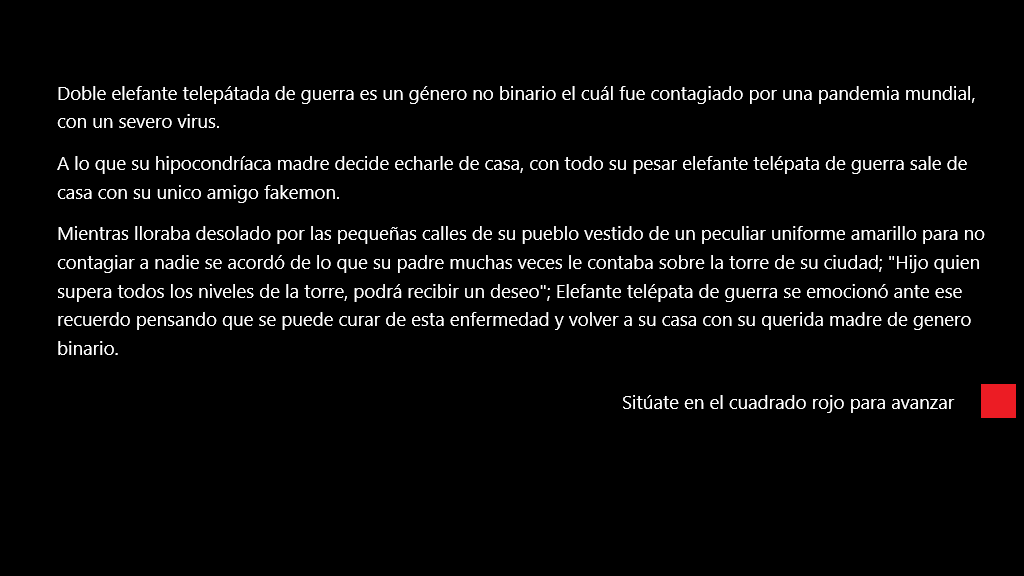 Doble elefante telepátada de guerra es un género no binario el cuál fue contagiado por una pandemia mundial,
con un severo virus.
A lo que su hipocondríaca madre decide echarle de casa, con todo su pesar elefante telépata de guerra sale de
casa con su unico amigo fakemon.
Mientras lloraba desolado por las pequeñas calles de su pueblo vestido de un peculiar uniforme amarillo para no
contagiar a nadie se acordó de lo que su padre muchas veces le contaba sobre la torre de su ciudad; "Hijo quien
supera todos los niveles de la torre, podrá recibir un deseo"; Elefante telépata de guerra se emocionó ante ese
recuerdo pensando que se puede curar de esta enfermedad y volver a su casa con su querida madre de genero
binario.
Sitúate en el cuadrado rojo para avanzar